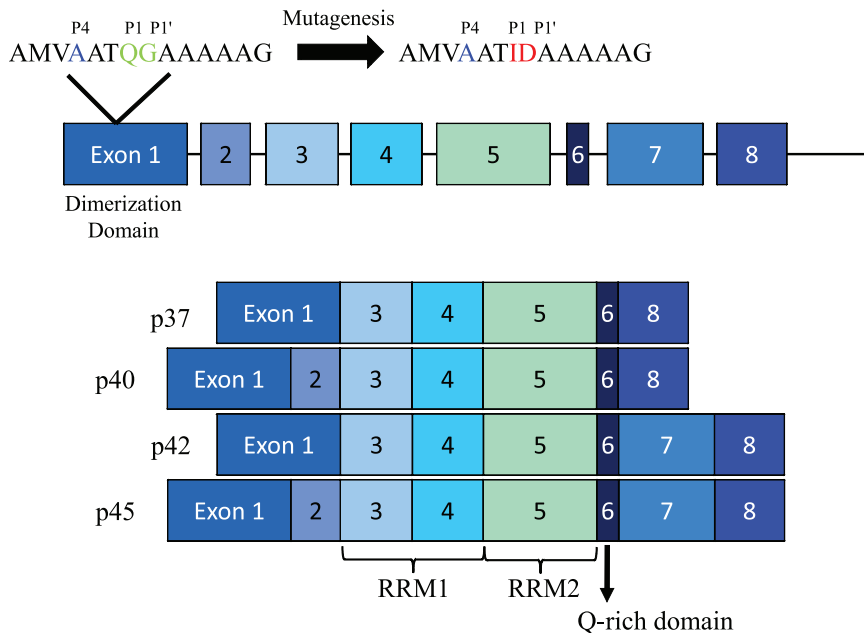 Mutagenesis
P4 P1 P1' P4 P1 P1'
AMVAATQGAAAAAG AMVAATIDAAAAAG
Exon 1 2 3 4 5 6 7 8
Dimerization
Domain
p37 Exon 1 3 4 5 6 8
p40 Exon 1 2 3 4 5 6 8
p42 Exon 1 3 4 5 6 7 8
p45 Exon 1 2 3 4 5 6 7 8
RRM1 RRM2
Q-rich domain